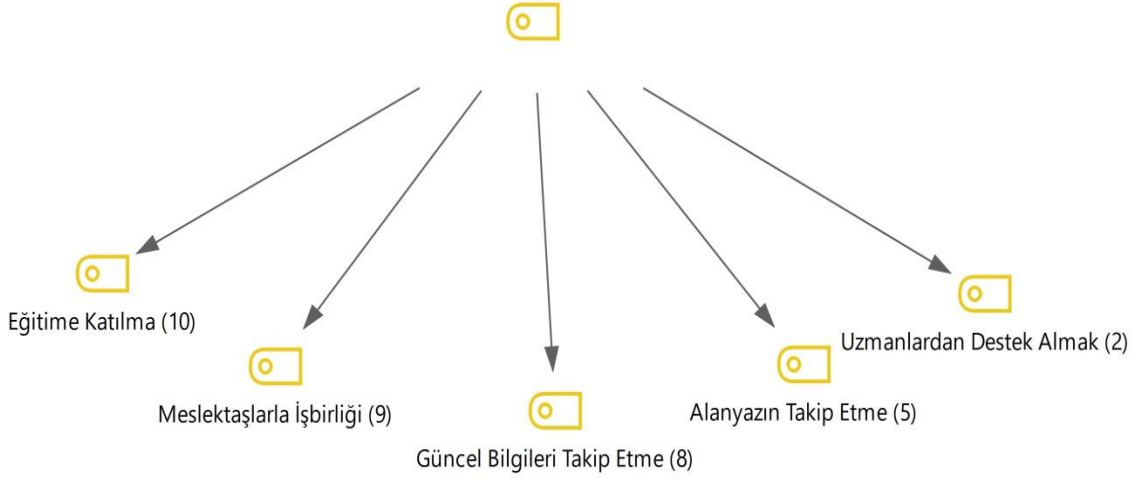 Eğitime Katılma (10)
Meslektaşlarla İşbirliği (9)
Güncel Bilgileri Takip Etme (8)
Alanyazın Takip Etme (5)
Uzmanlardan Destek Almak (2)